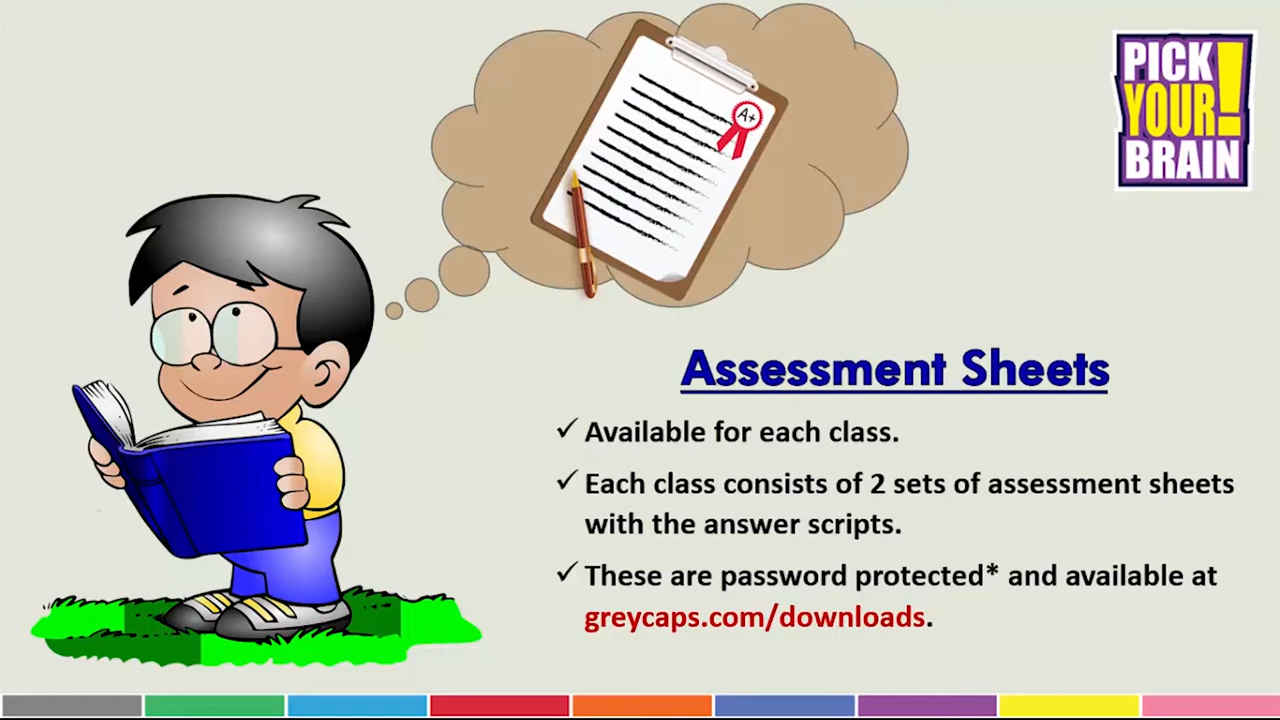 PICK
YOUR!
BRAIN
A+
Assessment Sheets
✓ Available for each class.
✓ Each class consists of 2 sets of assessment sheets
with the answer scripts.
✓ These are password protected* and available at
greycaps.com/downloads.